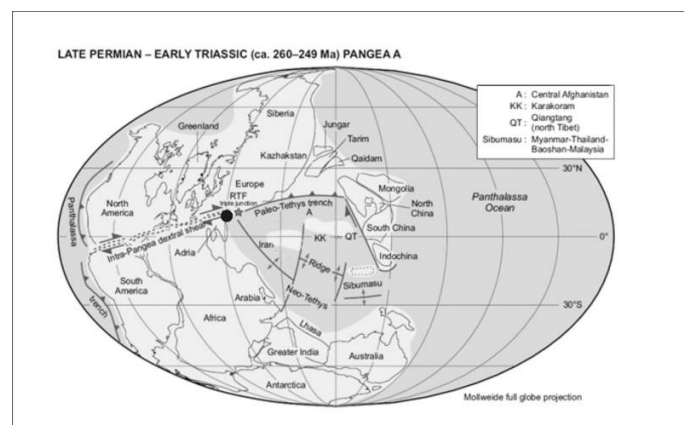 LATE PERMIAN – EARLY TRIASSIC (ca. 260–249 Ma) PANGEA A
A : Central Afghanistan
KK : Karakoram
QT : Qiangtang
(north Tibet)
Sibumasu : Myanmar-Thailand-
Baoshan-Malaysia
Siberia
Greenland
Jungar
Tarim
Kazhakstan
Qaidam
30°N
Europe
Mongolia
North
America
RTF
triple junction
Paleo-Tethys trench
North
China
Panthalassa
Ocean
Panthalassa
A
Intra-Pangea dextral shear
KK
QT
South China
0°
Adria
Iran
Indochina
South
America
Ridge
Sibumasu
Arabia
Neo-Tethys
30°S
trench
Africa
Lhasa
Greater India
Australia
Antarctica
Mollweide full globe projection